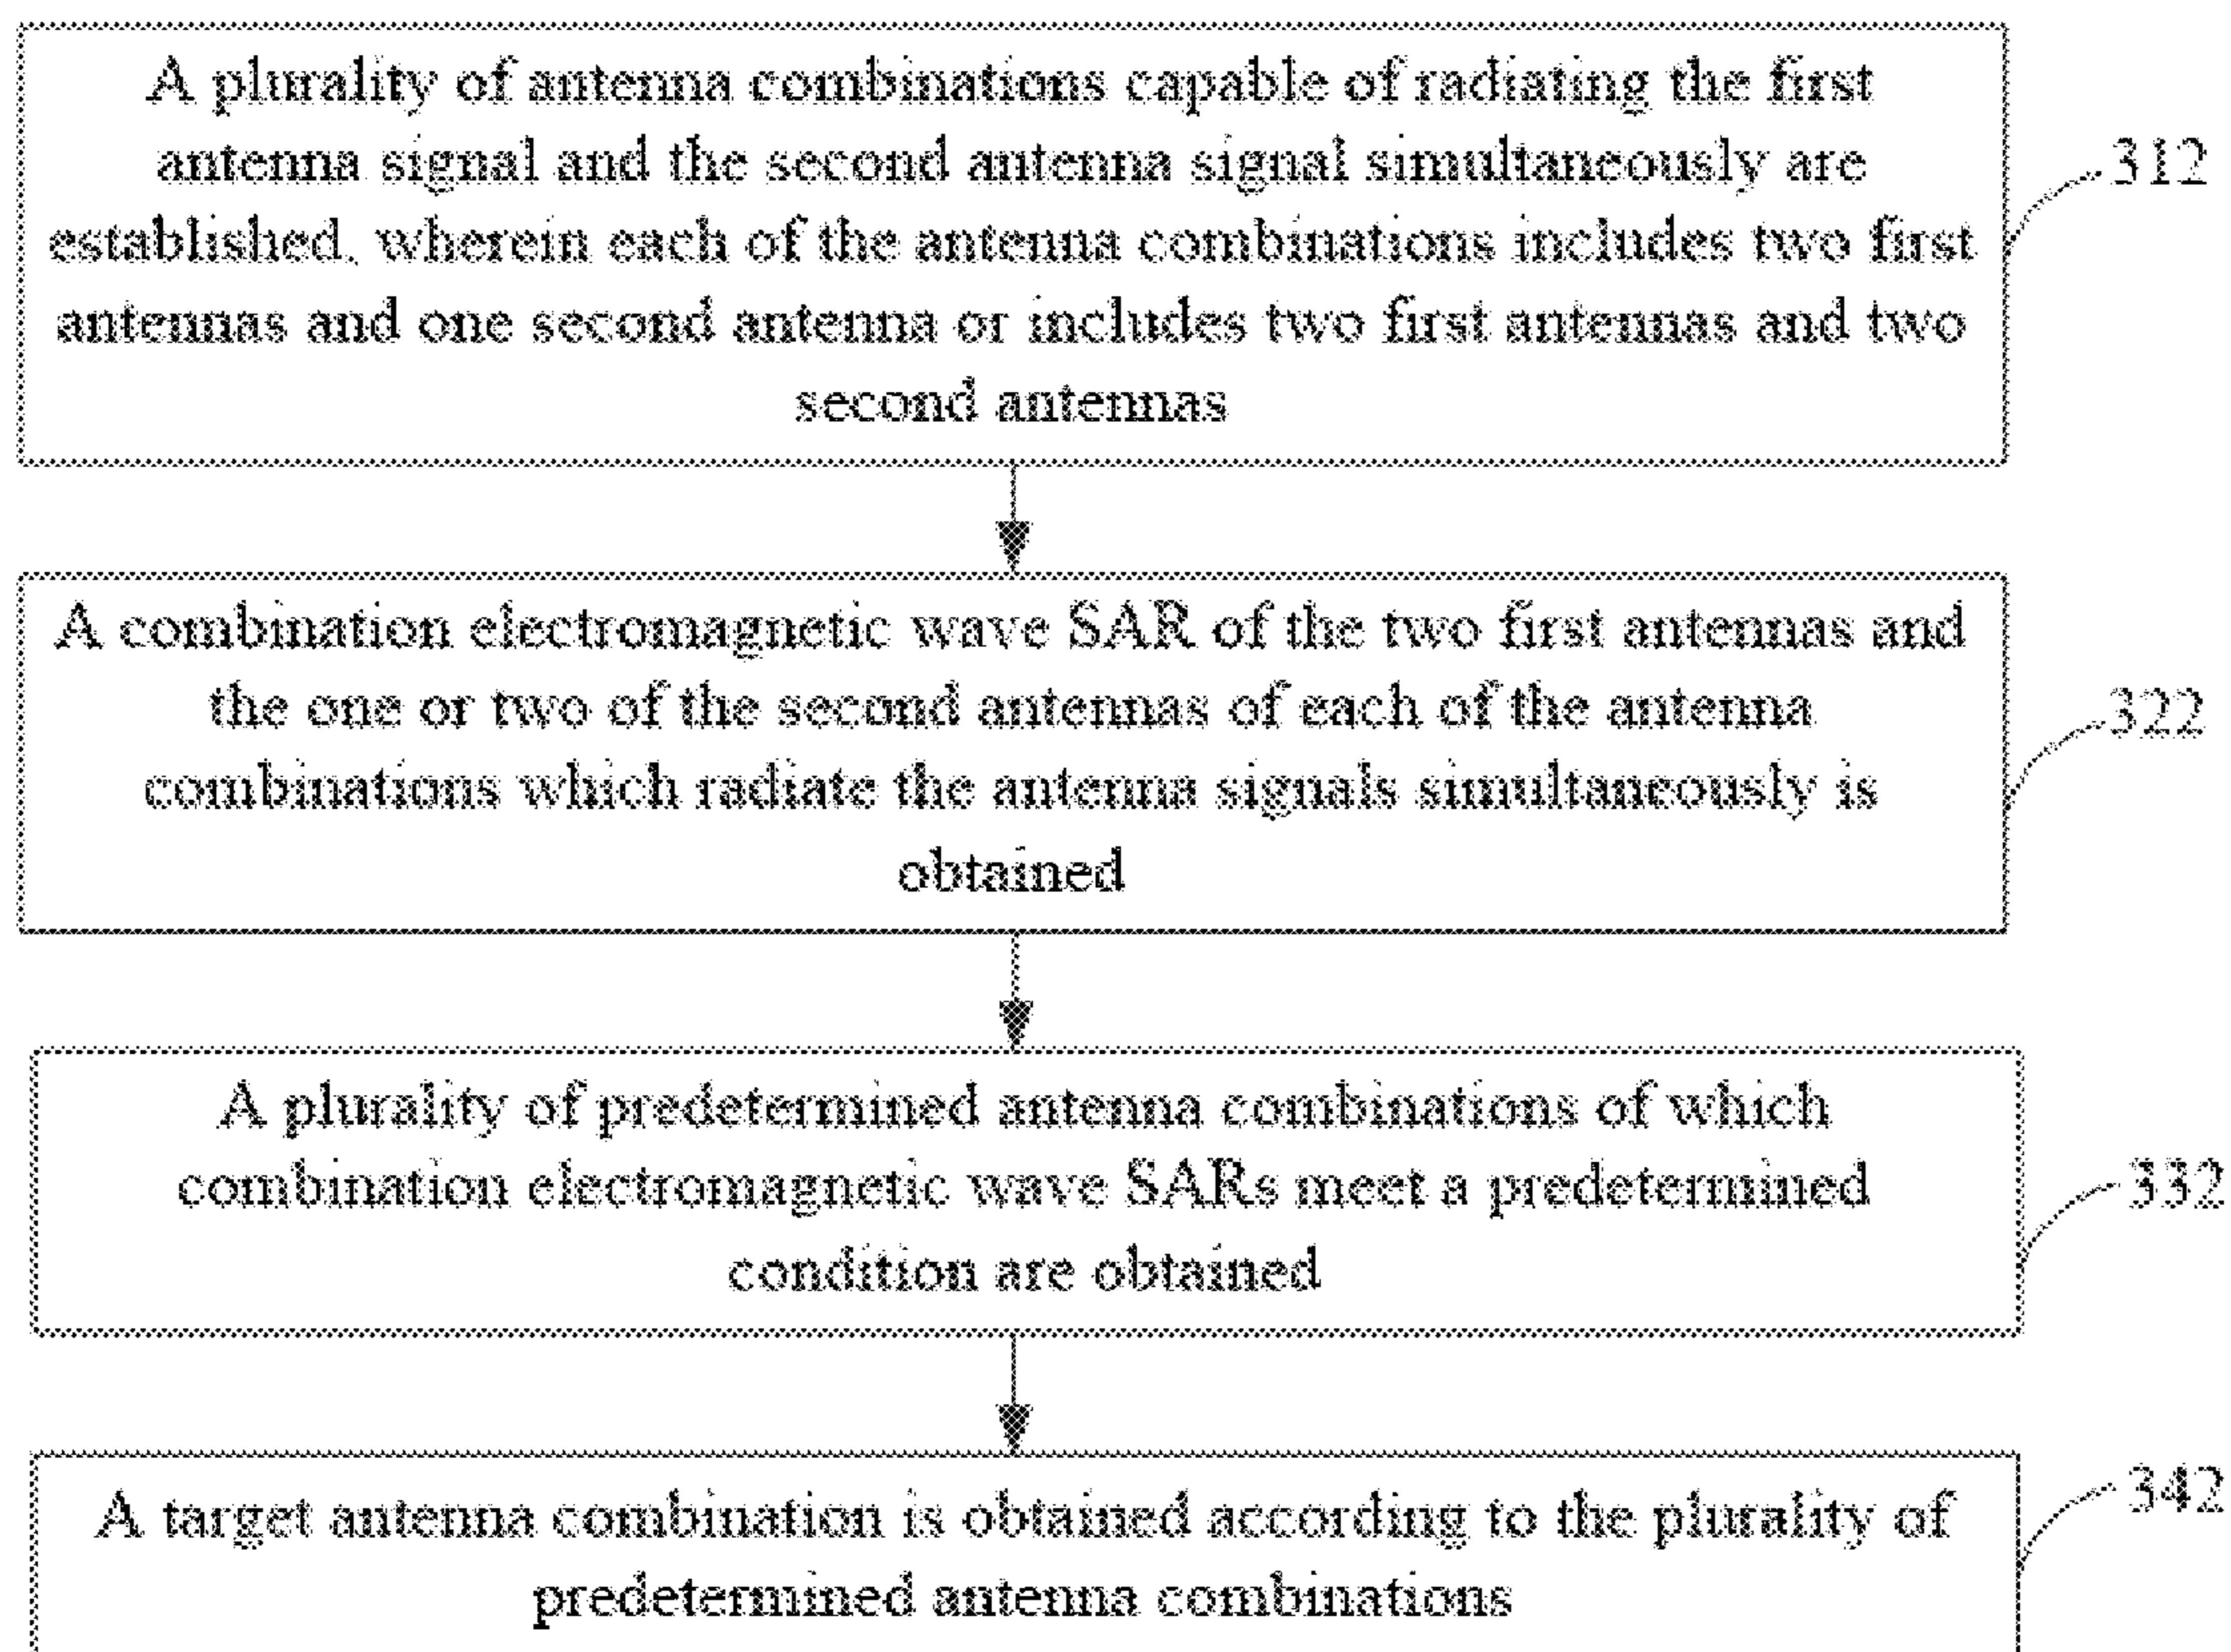 A plurality of antenna combinations capable of radiating the first
antenna signal and the second antenna signal simultaneously are
established, wherein each of the antenna combinations includes two first
antennas and one second antenna or includes two first antennas and two
second antennas
312
A combination electromagnetic wave SAR of the two first antennas and
the one or two of the second antennas of each of the antenna
combinations which radiate the antenna signals simultaneously is
obtained
322
A plurality of predetermined antenna combinations of which
combination electromagnetic wave SARs meet a predetermined
condition are obtained
332
A target antenna combination is obtained according to the plurality of
predetermined antenna combinations
342